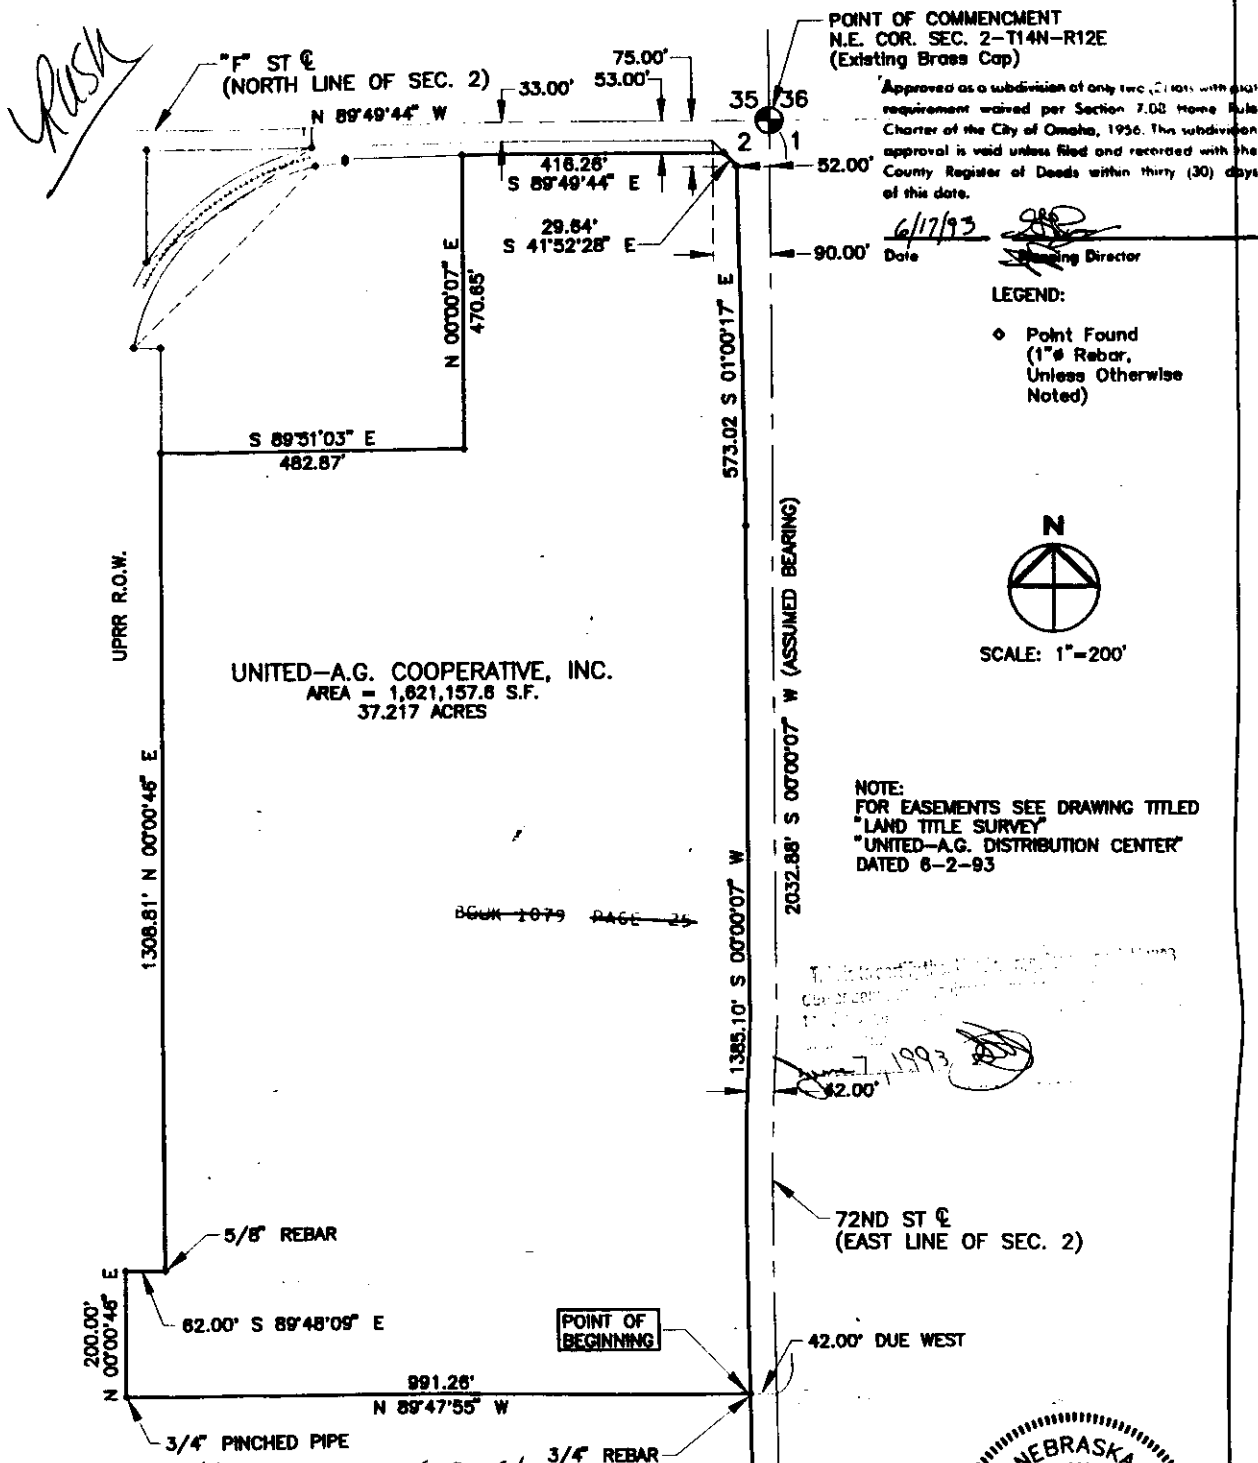 Rush
"F" ST ℄
(NORTH LINE OF SEC. 2)
N 89°49'44" W
33.00'
75.00'
53.00'
POINT OF COMMENCMENT
N.E. COR. SEC. 2-T14N-R12E
(Existing Brass Cap)
35 36
2 1
Approved as a subdivision of only two (2) lots with plat
requirement waived per Section 7.08 Home Rule
Charter of the City of Omaha, 1956. This subdivision
approval is void unless filed and recorded with the
County Register of Deeds within thirty (30) days
of this date.
6/17/93
Date
Planning Director
416.26'
S 89°49'44" E
52.00'
29.64'
S 41°52'28" E
90.00'
N 00°00'07" E
470.65'
573.02 S 01°00'17" E
LEGEND:
Point Found
(1"ø Rebar,
Unless Otherwise
Noted)
S 89°51'03" E
482.87'
N
SCALE: 1"=200'
UPRR R.O.W.
UNITED-A.G. COOPERATIVE, INC.
AREA = 1,621,157.6 S.F.
37.217 ACRES
2032.88' S 00°00'07" W (ASSUMED BEARING)
1308.81' N 00°00'46" E
NOTE:
FOR EASEMENTS SEE DRAWING TITLED
"LAND TITLE SURVEY"
"UNITED-A.G. DISTRIBUTION CENTER"
DATED 6-2-93
BOOK 1079 PAGE 25
1385.10' S 00°00'07" W
June 7, 1993
42.00'
72ND ST ℄
(EAST LINE OF SEC. 2)
5/8" REBAR
62.00' S 89°48'09" E
200.00'
N 00°00'46" E
POINT OF
BEGINNING
42.00' DUE WEST
991.26'
N 89°47'55" W
3/4" PINCHED PIPE
3/4" REBAR
NEBRASKA